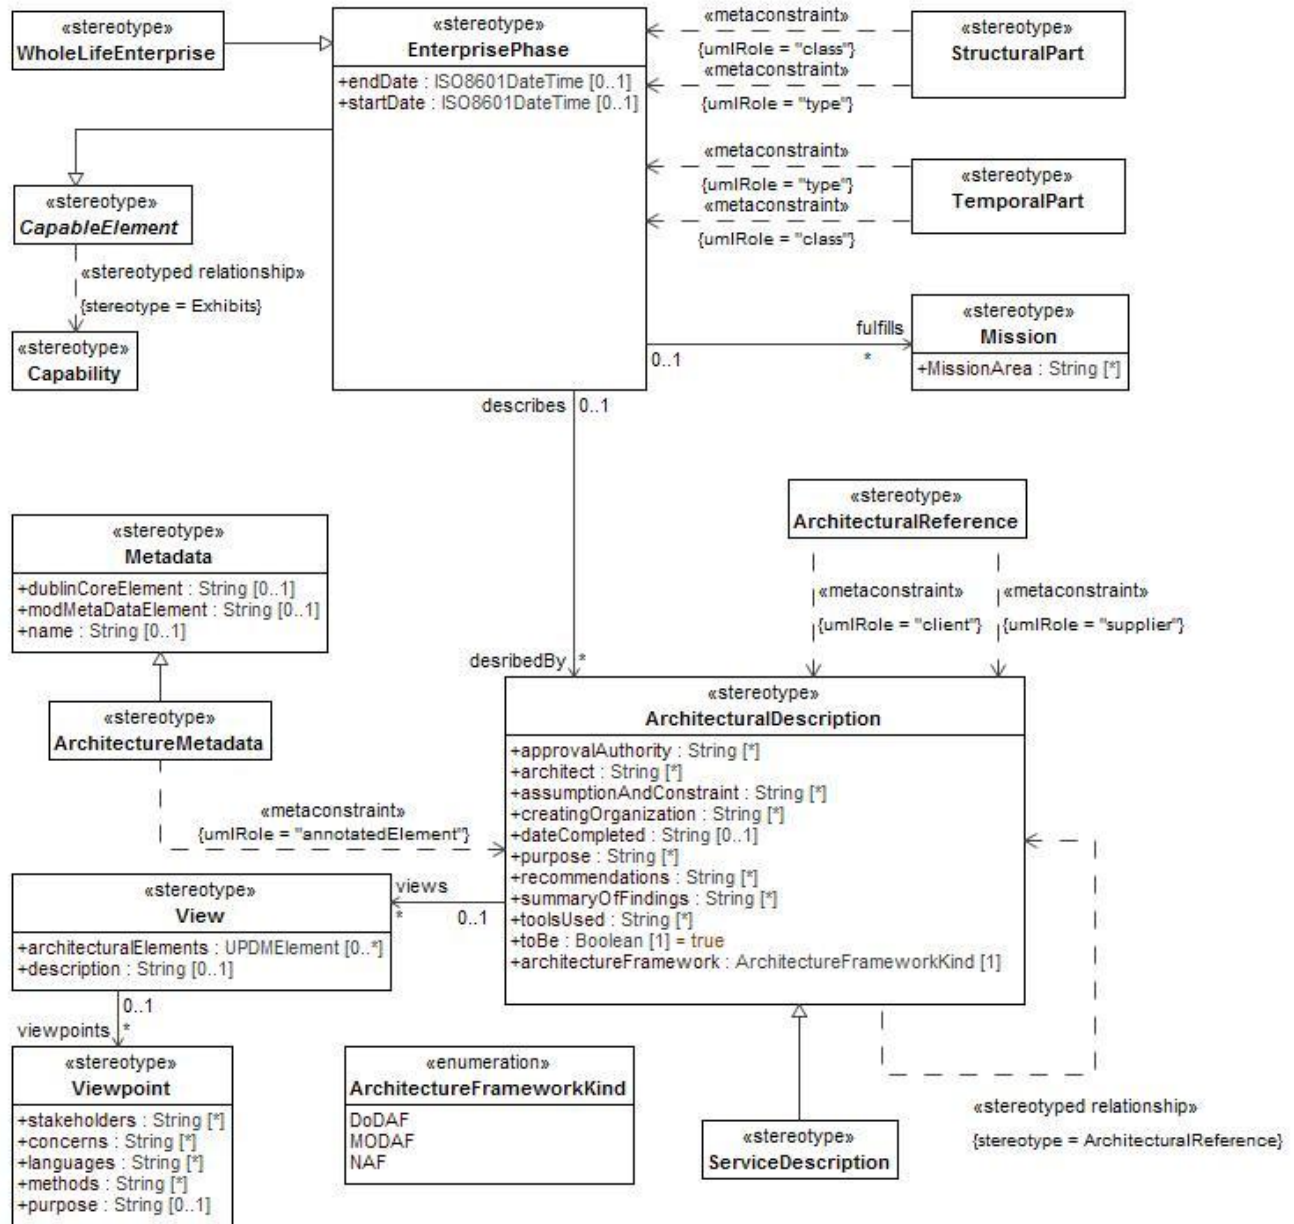 «stereotype»
WholeLifeEnterprise
«stereotype»
EnterprisePhase
+endDate : ISO8601DateTime [0..1]
+startDate : ISO8601DateTime [0..1]
«metaconstraint»
{umlRole = "class"}
«metaconstraint»
{umlRole = "type"}
«stereotype»
StructuralPart
«metaconstraint»
{umlRole = "type"}
«metaconstraint»
{umlRole = "class"}
«stereotype»
TemporalPart
«stereotype»
CapableElement
«stereotyped relationship»
{stereotype = Exhibits}
«stereotype»
Capability
fulfills
0..1
*
«stereotype»
Mission
+MissionArea : String [*]
describes
0..1
«stereotype»
ArchitecturalReference
«metaconstraint»
{umlRole = "client"}
«metaconstraint»
{umlRole = "supplier"}
«stereotype»
Metadata
+dublinCoreElement : String [0..1]
+modMetaDataElement : String [0..1]
+name : String [0..1]
«stereotype»
ArchitectureMetadata
«metaconstraint»
{umlRole = "annotatedElement"}
desribedBy
*
«stereotype»
ArchitecturalDescription
+approvalAuthority : String [*]
+architect : String [*]
+assumptionAndConstraint : String [*]
+creatingOrganization : String [*]
+dateCompleted : String [0..1]
+purpose : String [*]
+recommendations : String [*]
+summaryOfFindings : String [*]
+toolsUsed : String [*]
+toBe : Boolean [1] = true
+architectureFramework : ArchitectureFrameworkKind [1]
«stereotype»
View
+architecturalElements : UPDMElement [0..*]
+description : String [0..1]
views
*
0..1
0..1
viewpoints
*
«stereotype»
Viewpoint
+stakeholders : String [*]
+concerns : String [*]
+languages : String [*]
+methods : String [*]
+purpose : String [0..1]
«enumeration»
ArchitectureFrameworkKind
DoDAF
MODAF
NAF
«stereotype»
ServiceDescription
«stereotyped relationship»
{stereotype = ArchitecturalReference}